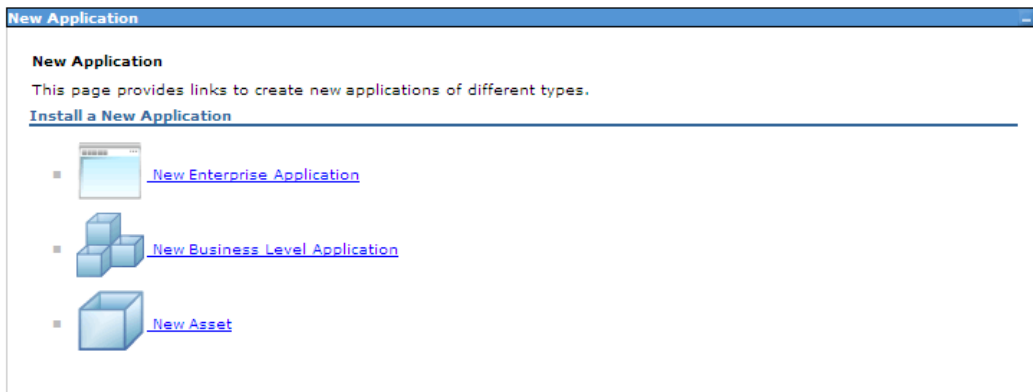 New Application
New Application
This page provides links to create new applications of different types.
Install a New Application
New Enterprise Application
New Business Level Application
New Asset